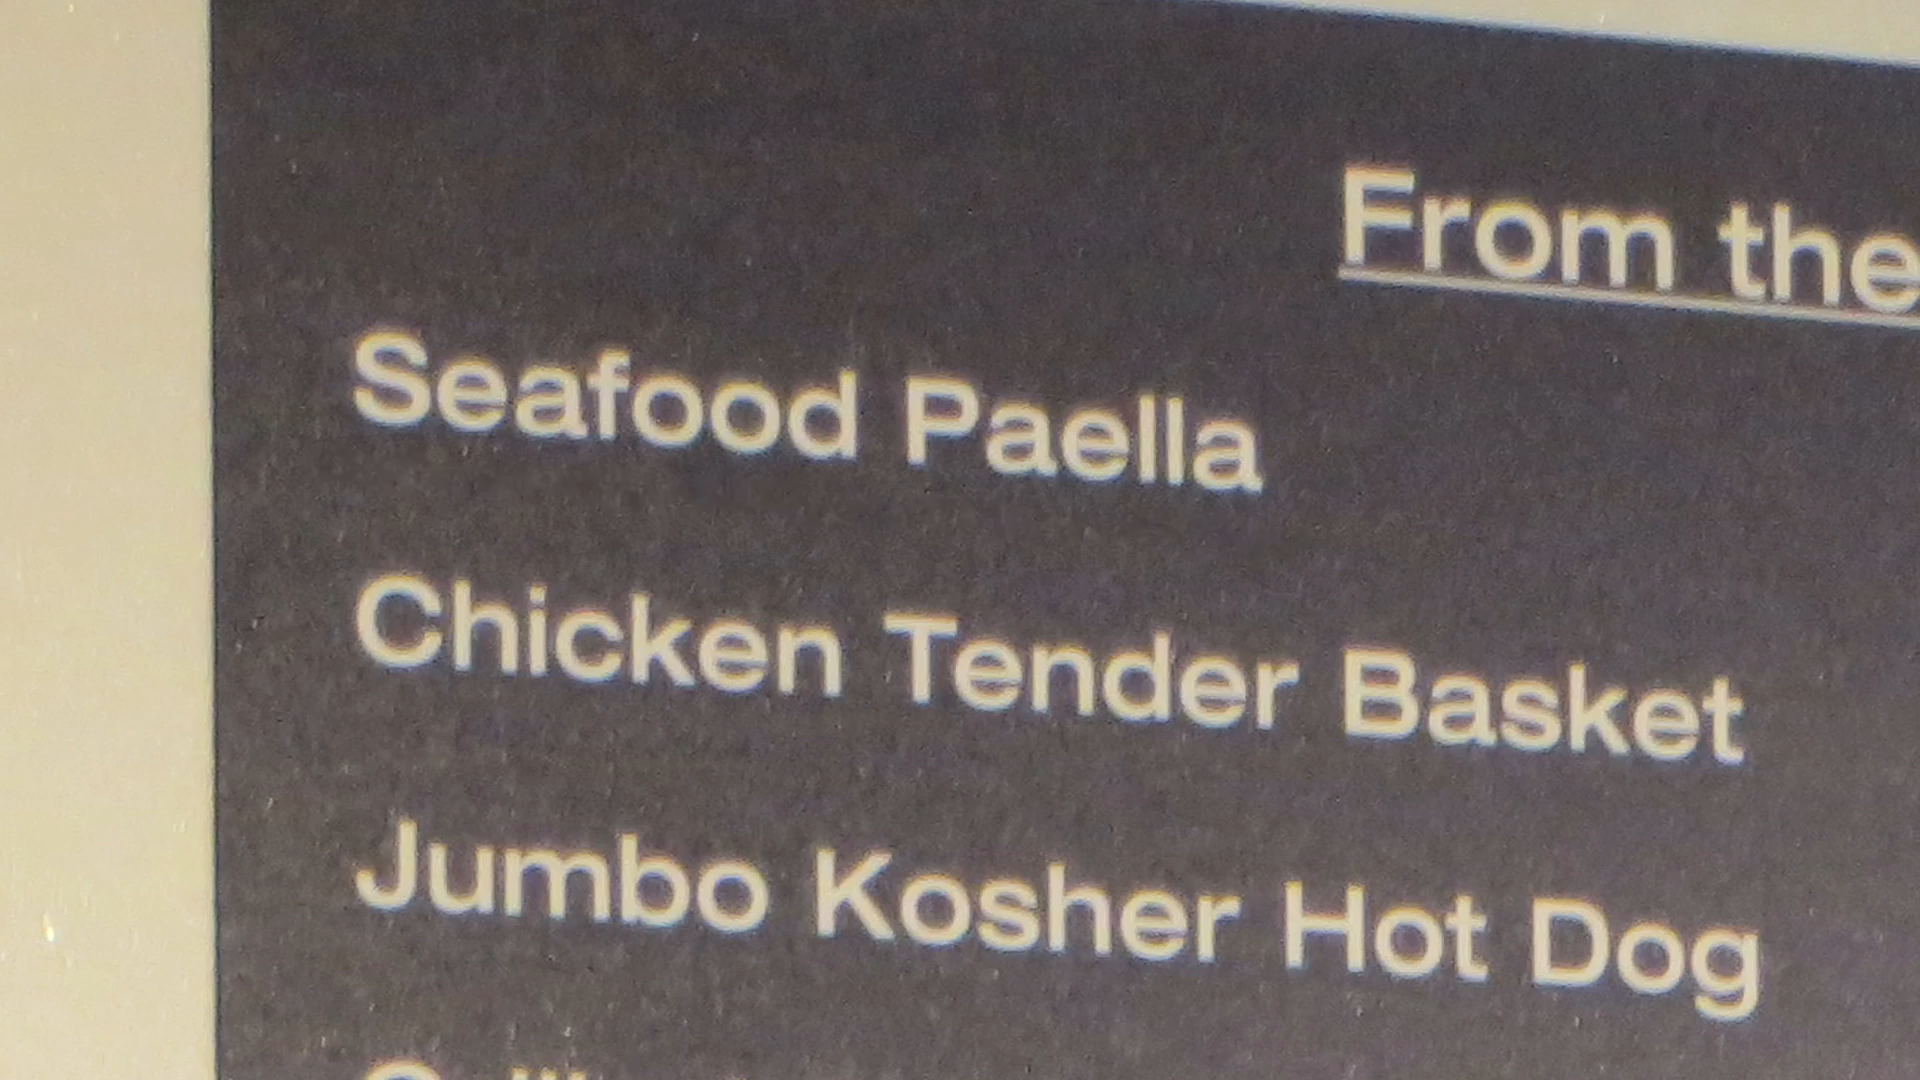 From the
Seafood Paella
Chicken Tender Basket
Jumbo Kosher Hot Dog